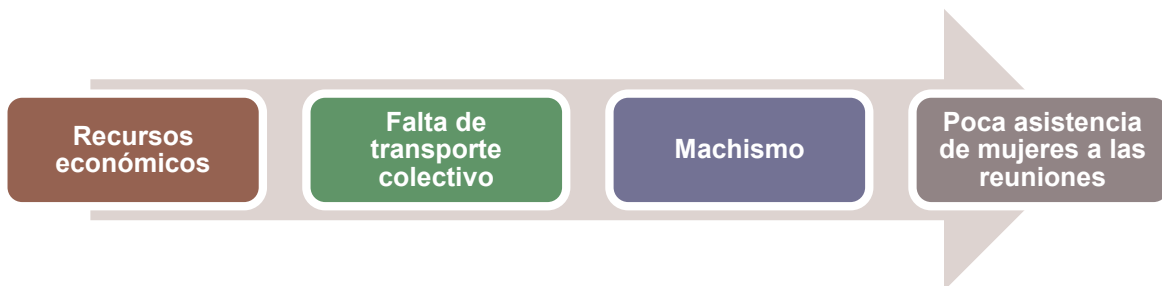 Recursos
económicos
Falta de
transporte
colectivo
Machismo
Poca asistencia
de mujeres a las
reuniones